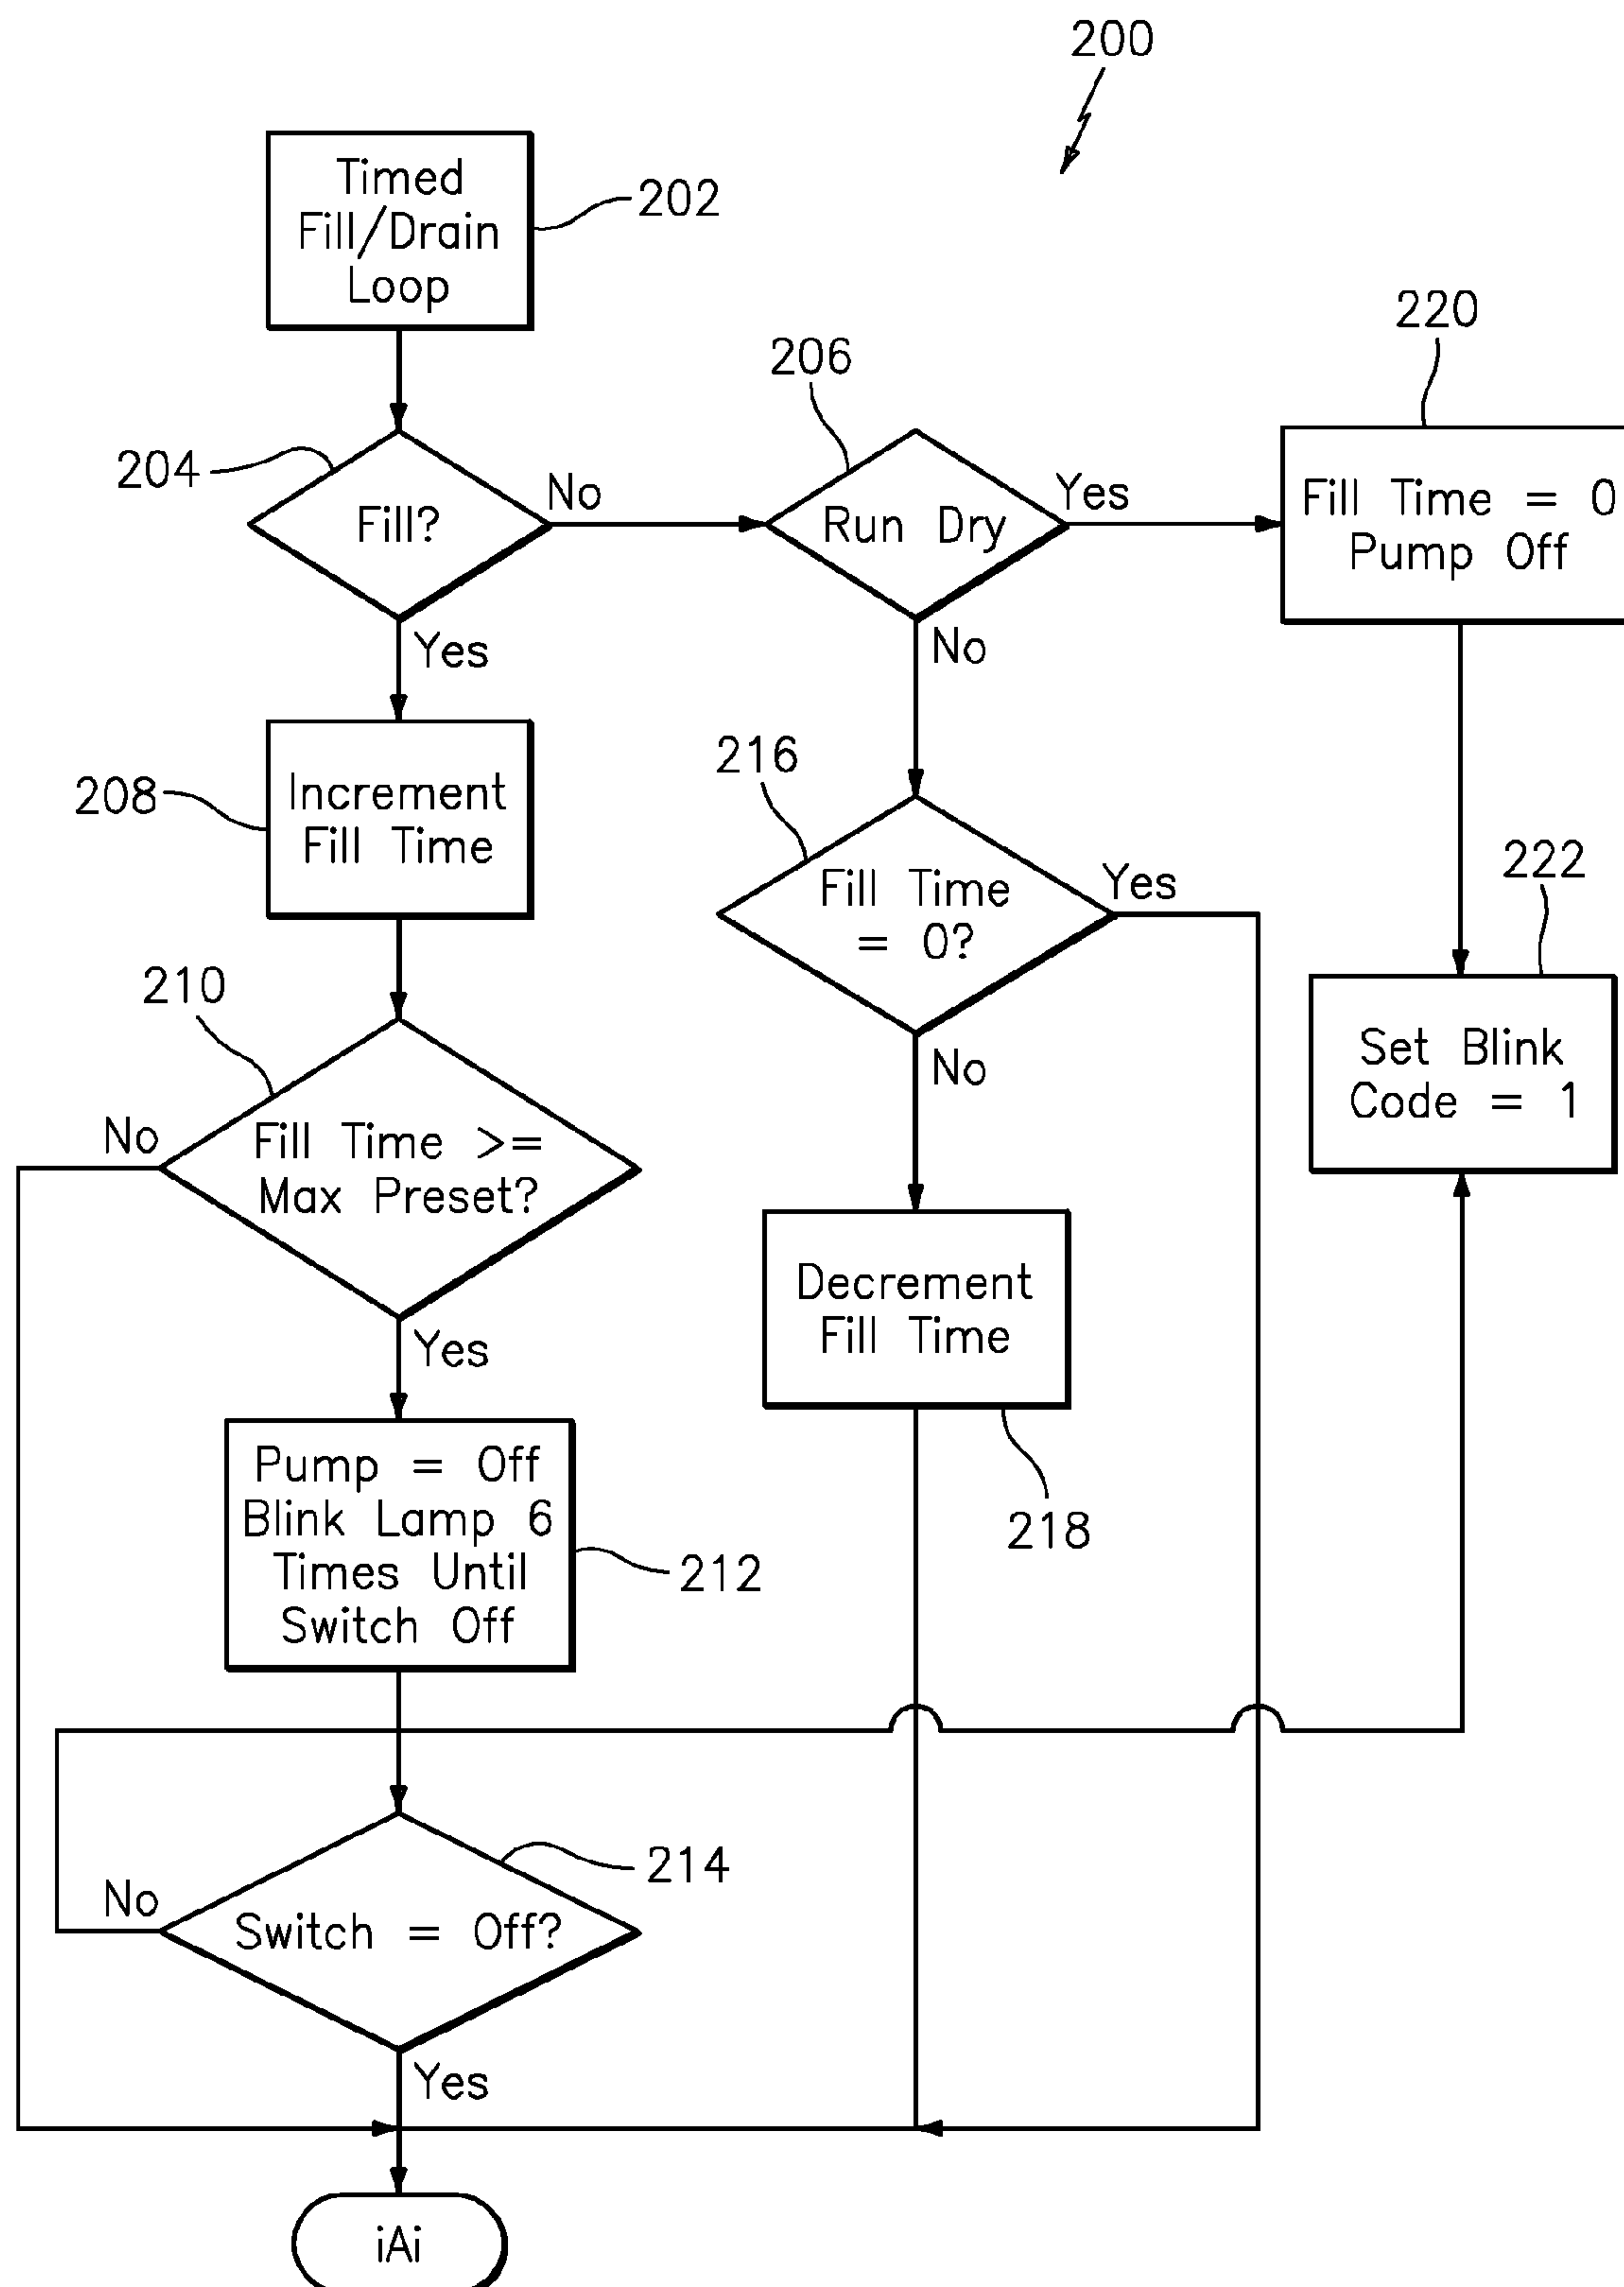 200
Timed
Fill/Drain
Loop
202
204
Fill?
No
Yes
206
Run Dry
Yes
No
220
Fill Time = 0
Pump Off
208
Increment
Fill Time
216
Fill Time
= 0?
Yes
No
222
Set Blink
Code = 1
210
No
Fill Time >=
Max Preset?
Yes
Decrement
Fill Time
218
Pump = Off
Blink Lamp 6
Times Until
Switch Off
212
214
No
Switch = Off?
Yes
iAi